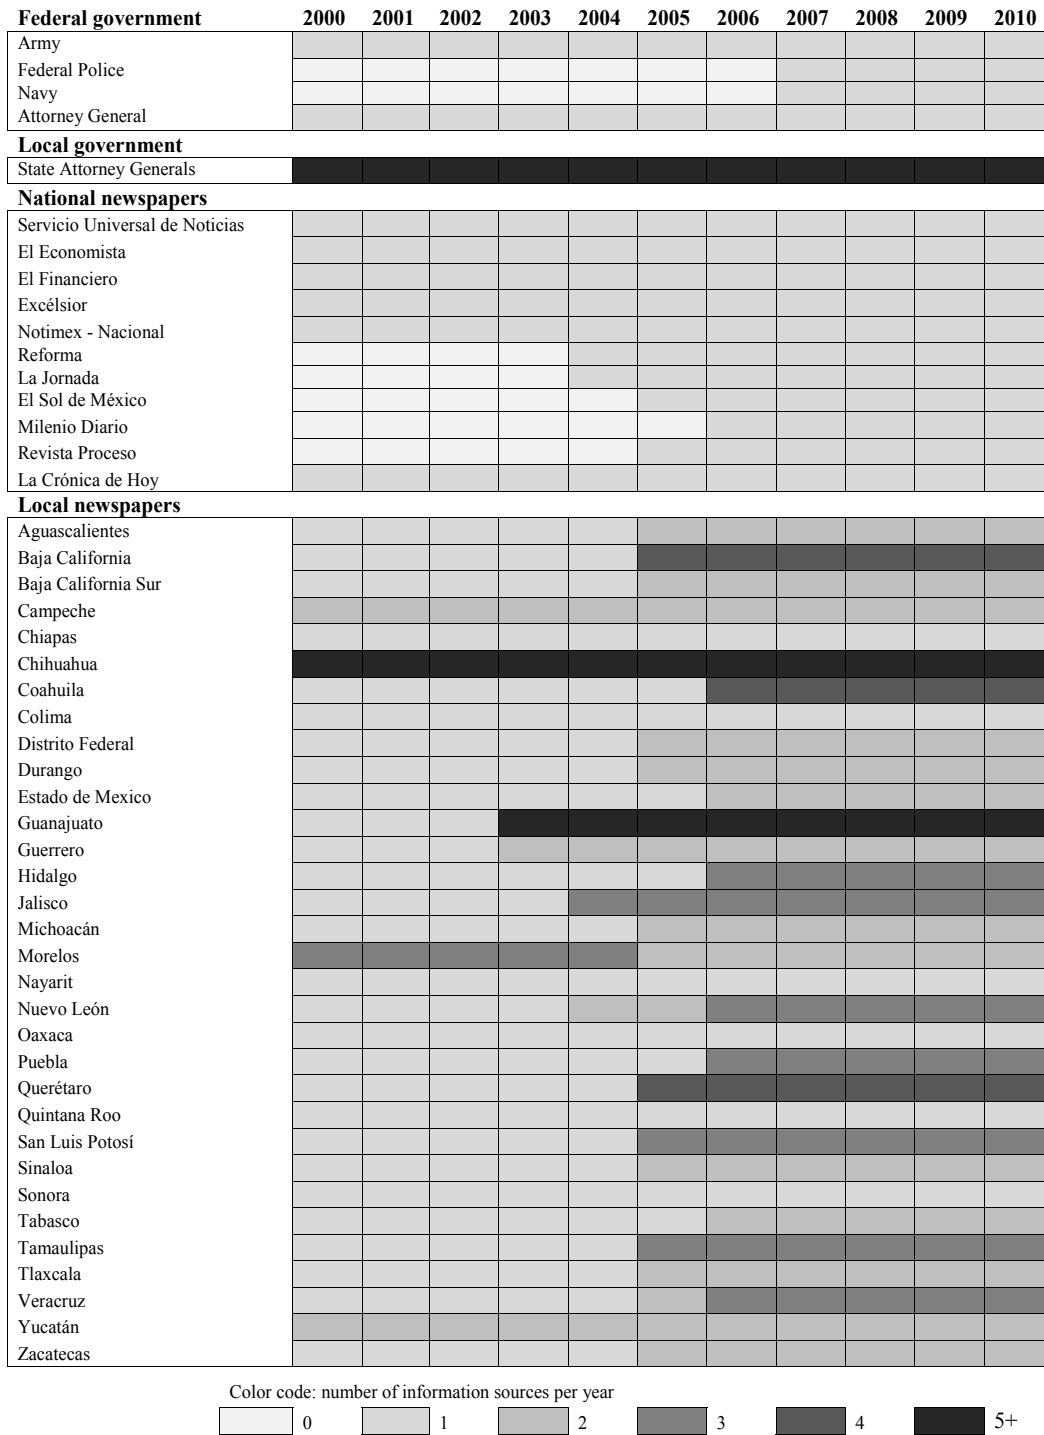 Federal government 2000 2001 2002 2003 2004 2005 2006 2007 2008 2009 2010
Army
Federal Police
Navy
Attorney General
Local government
State Attorney Generals
National newspapers
Servicio Universal de Noticias
El Economista
El Financiero
Excélsior
Notimex - Nacional
Reforma
La Jornada
El Sol de México
Milenio Diario
Revista Proceso
La Crónica de Hoy
Local newspapers
Aguascalientes
Baja California
Baja California Sur
Campeche
Chiapas
Chihuahua
Coahuila
Colima
Distrito Federal
Durango
Estado de Mexico
Guanajuato
Guerrero
Hidalgo
Jalisco
Michoacán
Morelos
Nayarit
Nuevo León
Oaxaca
Puebla
Querétaro
Quintana Roo
San Luis Potosí
Sinaloa
Sonora
Tabasco
Tamaulipas
Tlaxcala
Veracruz
Yucatán
Zacatecas
Color code: number of information sources per year
0 1 2 3 4 5+